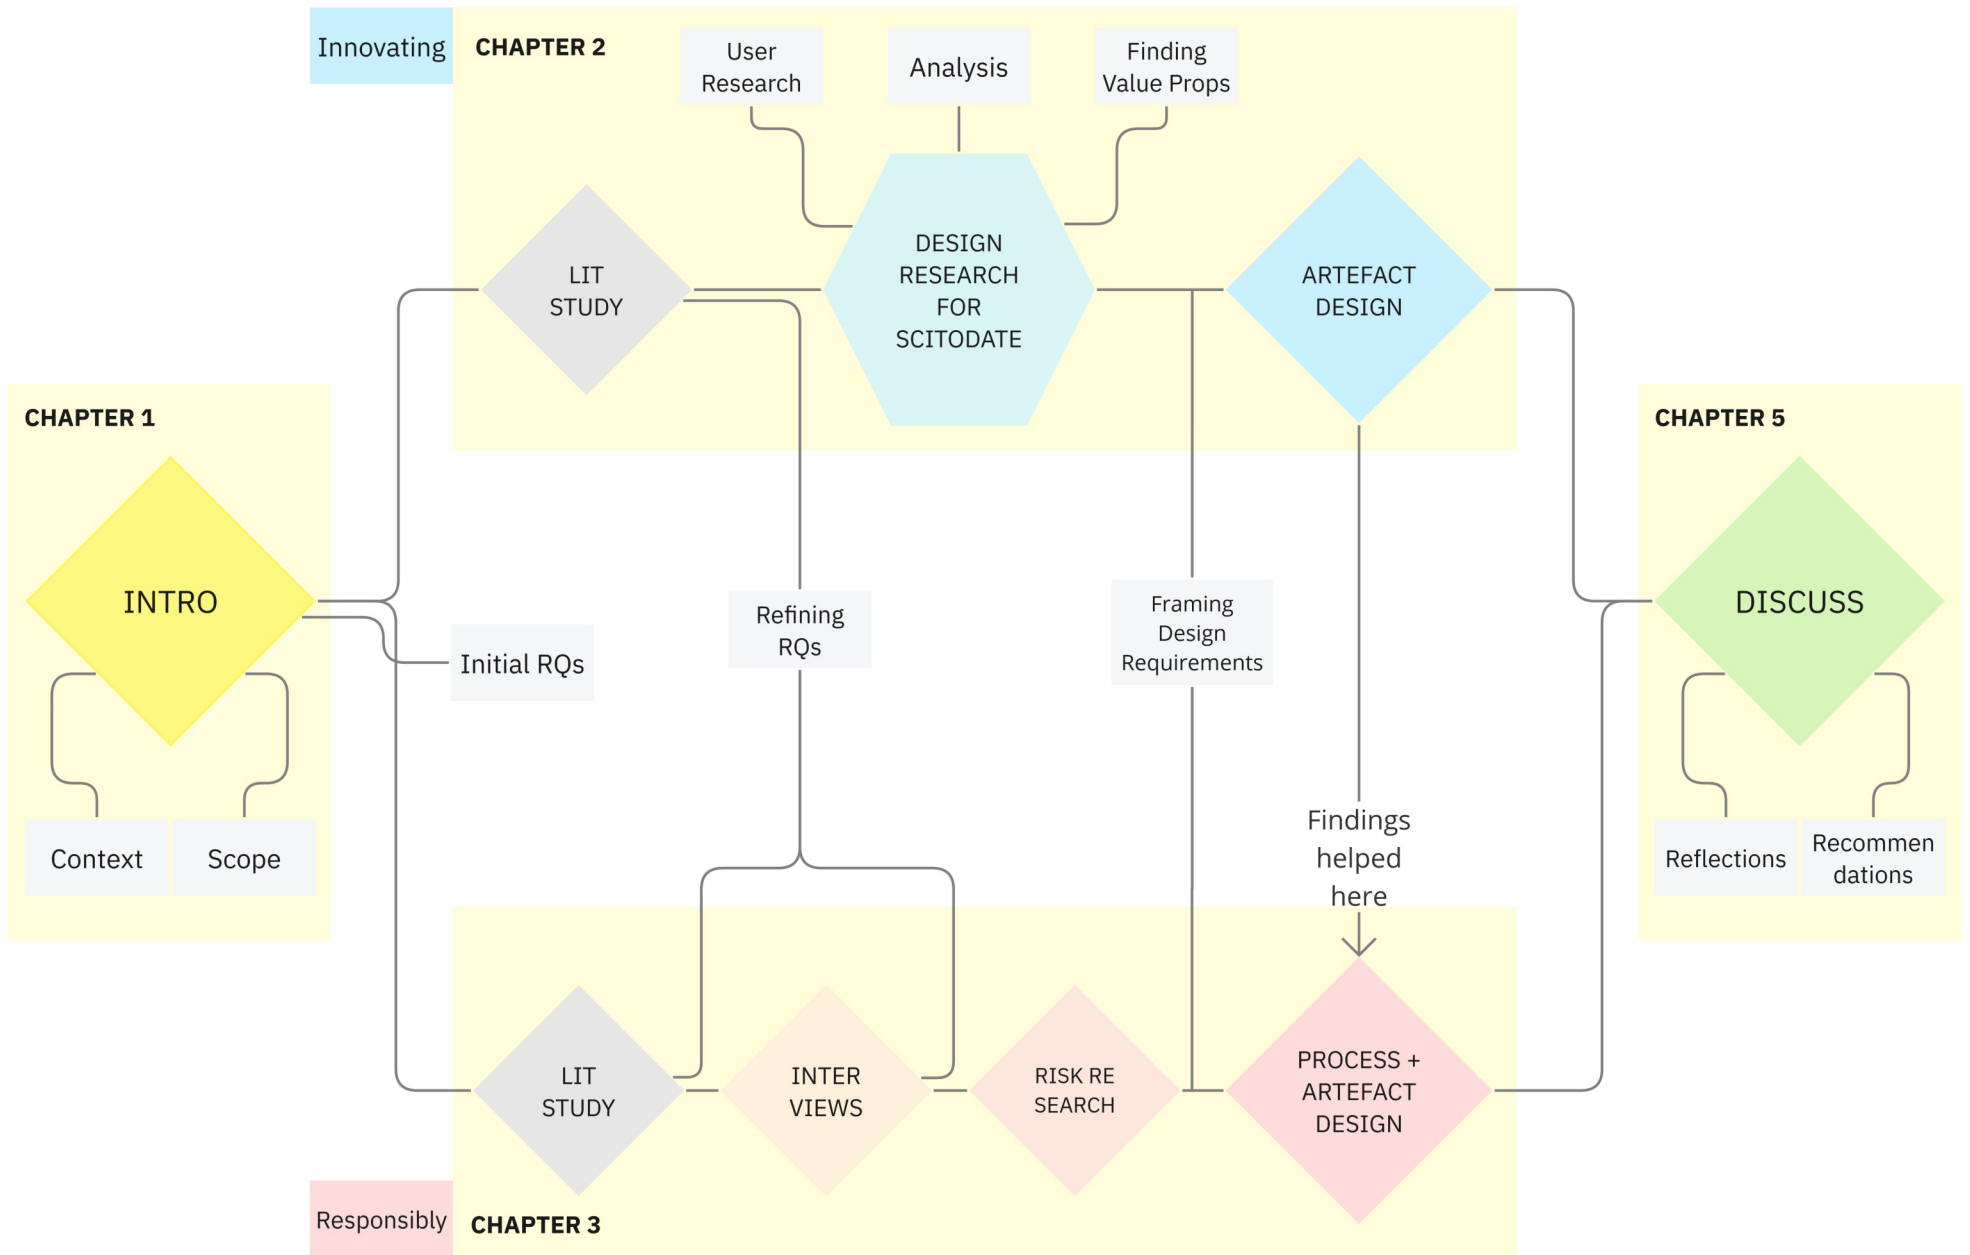 Innovating
CHAPTER 2
User
Research
Analysis
Finding
Value Props
LIT
STUDY
DESIGN
RESEARCH
FOR
SCITODATE
ARTEFACT
DESIGN
CHAPTER 1
INTRO
Context
Scope
Initial RQs
Refining
RQs
Framing
Design
Requirements
Findings
helped
here
CHAPTER 5
DISCUSS
Reflections
Recommen
dations
LIT
STUDY
INTER
VIEWS
RISK RE
SEARCH
PROCESS +
ARTEFACT
DESIGN
Responsibly
CHAPTER 3